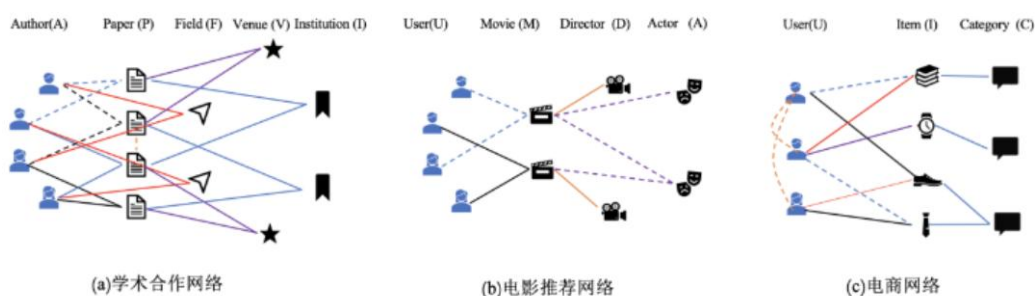 Author(A) Paper (P) Field (F) Venue (V) Institution (I)
User(U) Movie (M) Director (D) Actor (A)
User(U) Item (I) Category (C)
(a)学术合作网络
(b)电影推荐网络
(c)电商网络